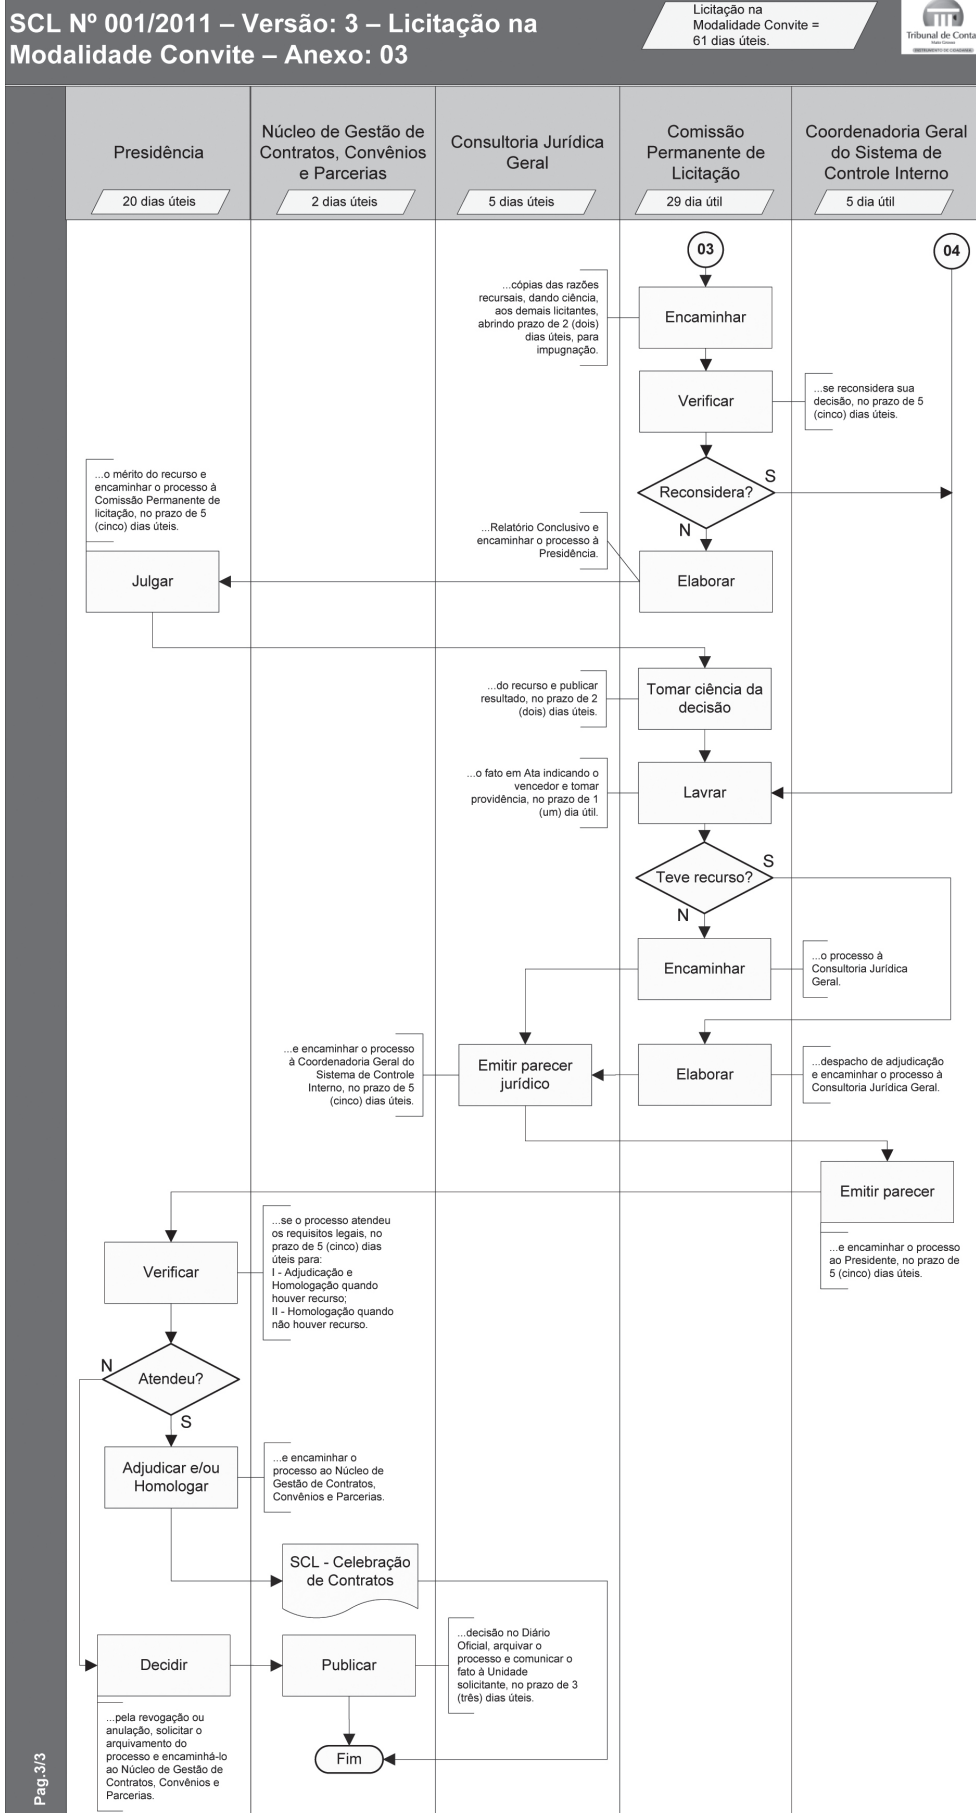 SCL Nº 001/2011 – Versão: 3 – Licitação na
Modalidade Convite – Anexo: 03
Licitação na
Modalidade Convite =
61 dias úteis.
Tribunal de Conta
Presidência
20 dias úteis
Núcleo de Gestão de
Contratos, Convênios
e Parcerias
2 dias úteis
Consultoria Jurídica
Geral
5 dias úteis
Comissão
Permanente de
Licitação
29 dia útil
Coordenadoria Geral
do Sistema de
Controle Interno
5 dia útil
03
04
...cópias das razões
recursais, dando ciência,
aos demais licitantes,
abrindo prazo de 2 (dois)
dias úteis, para
impugnação.
Encaminhar
Verificar
...se reconsidera sua
decisão, no prazo de 5
(cinco) dias úteis.
Reconsidera?
S
N
...o mérito do recurso e
encaminhar o processo à
Comissão Permanente de
licitação, no prazo de 5
(cinco) dias úteis.
...Relatório Conclusivo e
encaminhar o processo à
Presidência.
Julgar
Elaborar
...do recurso e publicar
resultado, no prazo de 2
(dois) dias úteis.
Tomar ciência da
decisão
...o fato em Ata indicando o
vencedor e tomar
providência, no prazo de 1
(um) dia útil.
Lavrar
Teve recurso?
S
N
Encaminhar
...o processo à
Consultoria Jurídica
Geral.
...e encaminhar o processo
à Coordenadoria Geral do
Sistema de Controle
Interno, no prazo de 5
(cinco) dias úteis.
Emitir parecer
jurídico
Elaborar
...despacho de adjudicação
e encaminhar o processo à
Consultoria Jurídica Geral.
Emitir parecer
...e encaminhar o processo
ao Presidente, no prazo de
5 (cinco) dias úteis.
Verificar
...se o processo atendeu
os requisitos legais, no
prazo de 5 (cinco) dias
úteis para:
I - Adjudicação e
Homologação quando
houver recurso;
II - Homologação quando
não houver recurso.
N
Atendeu?
S
Adjudicar e/ou
Homologar
...e encaminhar o
processo ao Núcleo de
Gestão de Contratos,
Convênios e Parcerias.
SCL - Celebração
de Contratos
Decidir
Publicar
...decisão no Diário
Oficial, arquivar o
processo e comunicar o
fato à Unidade
solicitante, no prazo de 3
(três) dias úteis.
...pela revogação ou
anulação, solicitar o
arquivamento do
processo e encaminhá-lo
ao Núcleo de Gestão de
Contratos, Convênios e
Parcerias.
Fim
Pag.3/3